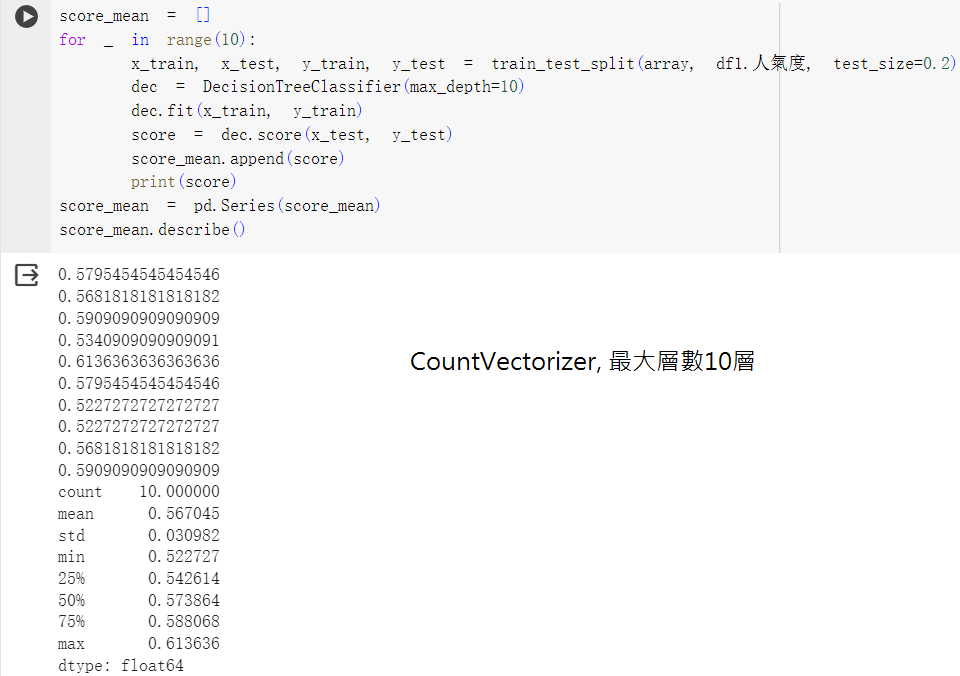 score_mean = []
for _ in range(10):
x_train, x_test, y_train, y_test = train_test_split(array, df1.人氣度, test_size=0.2)
dec = DecisionTreeClassifier(max_depth=10)
dec.fit(x_train, y_train)
score = dec.score(x_test, y_test)
score_mean.append(score)
print(score)
score_mean = pd.Series(score_mean)
score_mean.describe()
0.5795454545454546
0.5681818181818182
0.5909090909090909
0.5340909090909091
0.6136363636363636
0.5795454545454546
0.5227272727272727
0.5227272727272727
0.5681818181818182
0.5909090909090909
count 10.000000
mean 0.567045
std 0.030982
min 0.522727
25% 0.542614
50% 0.573864
75% 0.588068
max 0.613636
dtype: float64
CountVectorizer, 最大層數10層